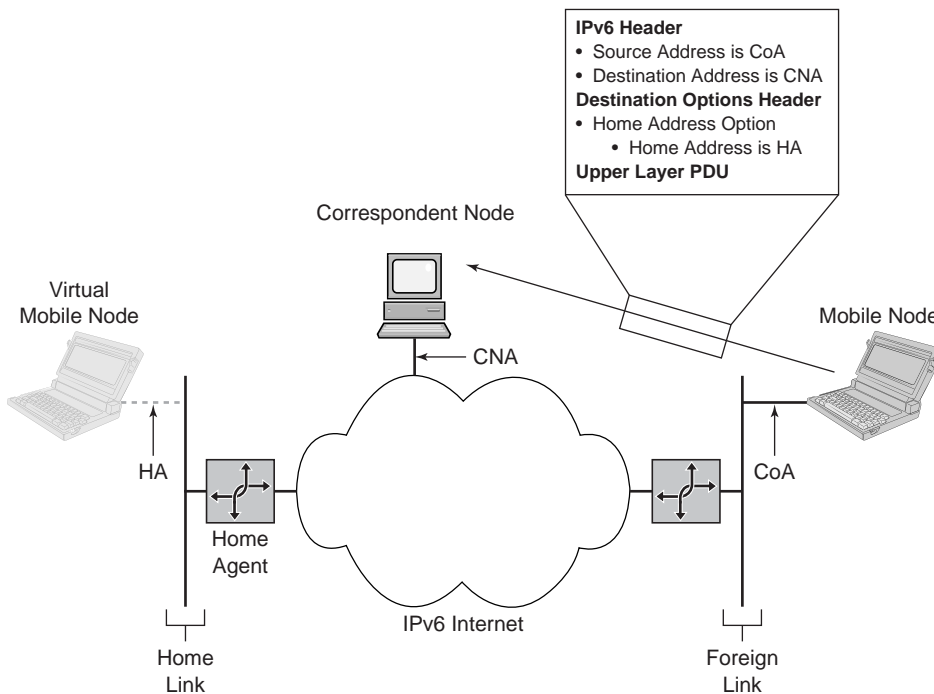 IPv6 Header
• Source Address is CoA
• Destination Address is CNA
Destination Options Header
• Home Address Option
• Home Address is HA
Upper Layer PDU
Correspondent Node
Virtual
Mobile Node
Mobile Node
CNA
HA
CoA
Home
Agent
IPv6 Internet
Home
Link
Foreign
Link